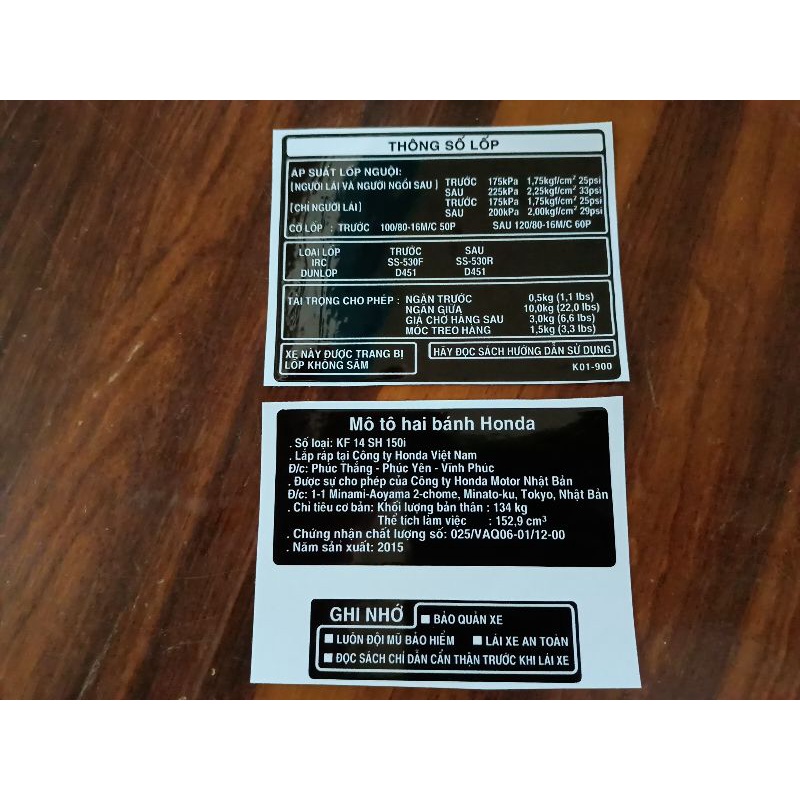 THÔNG SỐ LỐP
ÁP SUẤT LỐP NGUỘI:
[NGƯỜI LÁI VÀ NGƯỜI NGỒI SAU] TRƯỚC 175kPa 1,75kgf/cm² 25psi
SAU 225kPa 2,25kgf/cm² 33psi
[CHỈ NGƯỜI LÁI] TRƯỚC 175kPa 1,75kgf/cm² 25psi
SAU 200kPa 2,00kgf/cm² 29psi
CỠ LỐP : TRƯỚC 100/80-16M/C 50P SAU 120/80-16M/C 60P
LOẠI LỐP TRƯỚC SAU
IRC SS-530F SS-530R
DUNLOP D451 D451
TẢI TRỌNG CHO PHÉP : NGĂN TRƯỚC 0,5kg (1,1 lbs)
NGĂN GIỮA 10,0kg (22,0 lbs)
GIÁ CHỞ HÀNG SAU 3,0kg (6,6 lbs)
MÓC TREO HÀNG 1,5kg (3,3 lbs)
XE NÀY ĐƯỢC TRANG BỊ
LỐP KHÔNG SĂM
HÃY ĐỌC SÁCH HƯỚNG DẪN SỬ DỤNG
K01-900
Mô tô hai bánh Honda
. Số loại: KF 14 SH 150i
. Lắp ráp tại Công ty Honda Việt Nam
Đ/c: Phúc Thắng - Phúc Yên - Vĩnh Phúc
. Được sự cho phép của Công ty Honda Motor Nhật Bản
Đ/c: 1-1 Minami-Aoyama 2-chome, Minato-ku, Tokyo, Nhật Bản
. Chỉ tiêu cơ bản: Khối lượng bản thân : 134 kg
Thể tích làm việc : 152,9 cm³
. Chứng nhận chất lượng số: 025/VAQ06-01/12-00
. Năm sản xuất: 2015
GHI NHỚ ■ BẢO QUẢN XE
■ LUÔN ĐỘI MŨ BẢO HIỂM ■ LÁI XE AN TOÀN
■ ĐỌC SÁCH CHỈ DẪN CẨN THẬN TRƯỚC KHI LÁI XE